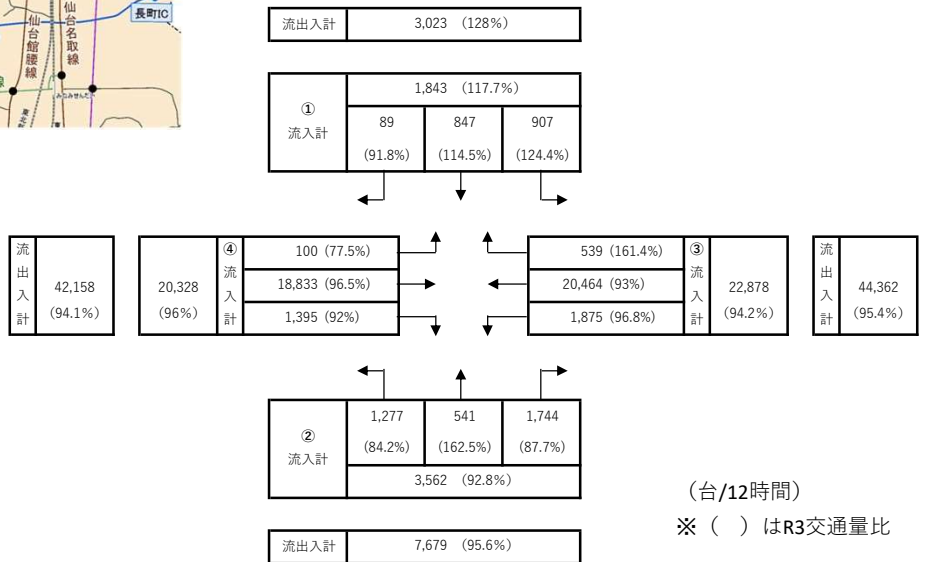 長町IC
仙台館腰線
仙台名取線
流出入計 3,023 (128%)
① 流入計
1,843 (117.7%)
89 847 907
(91.8%) (114.5%) (124.4%)
流出入計
42,158
(94.1%)
20,328
(96%)
④流入計
100 (77.5%)
18,833 (96.5%)
1,395 (92%)
539 (161.4%)
20,464 (93%)
1,875 (96.8%)
③流入計
22,878
(94.2%)
流出入計
44,362
(95.4%)
② 流入計
1,277 541 1,744
(84.2%) (162.5%) (87.7%)
3,562 (92.8%)
流出入計 7,679 (95.6%)
(台/12時間)
※( )はR3交通量比